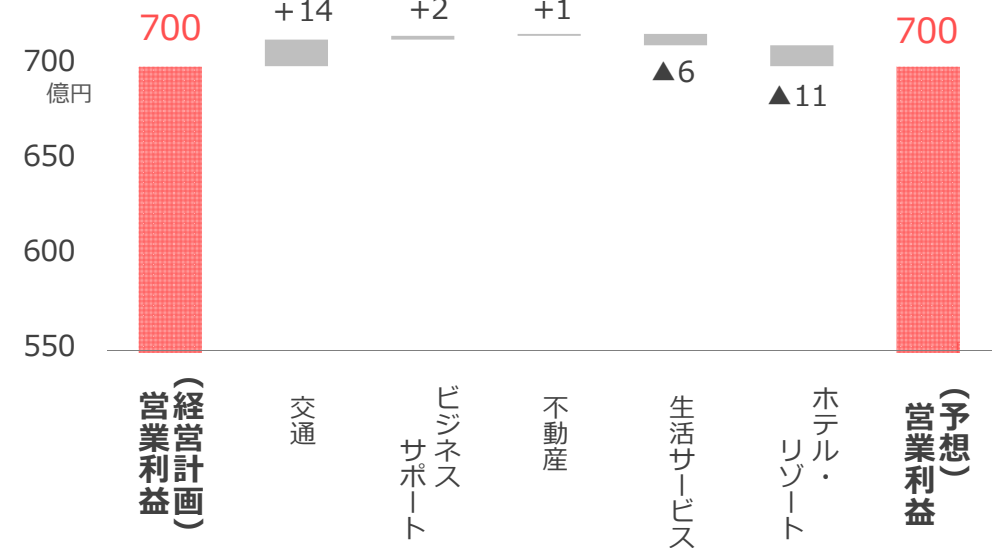 +14
+2
+1
700
700
700
億円
▲6
▲11
650
600
550
(経営計画)
営業利益
交通
ビジネス
サポート
不動産
生活サービス
ホテル・
リゾート
(予想)
営業利益